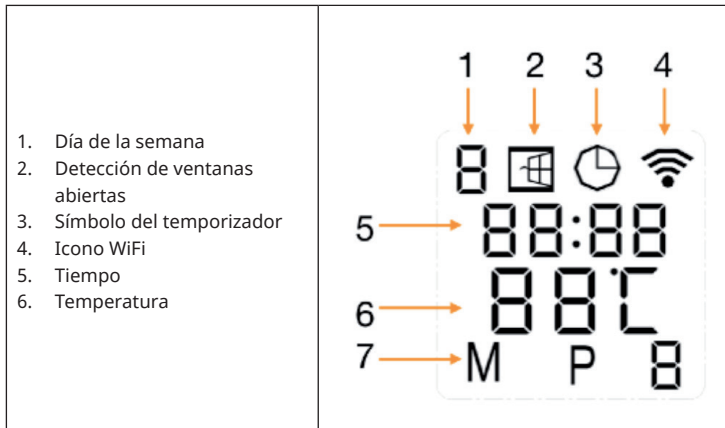 1. Día de la semana
2. Detección de ventanas
abiertas
3. Símbolo del temporizador
4. Icono WiFi
5. Tiempo
6. Temperatura
1 2 3 4
8
5 88:88
6 88°C
7 M P 8